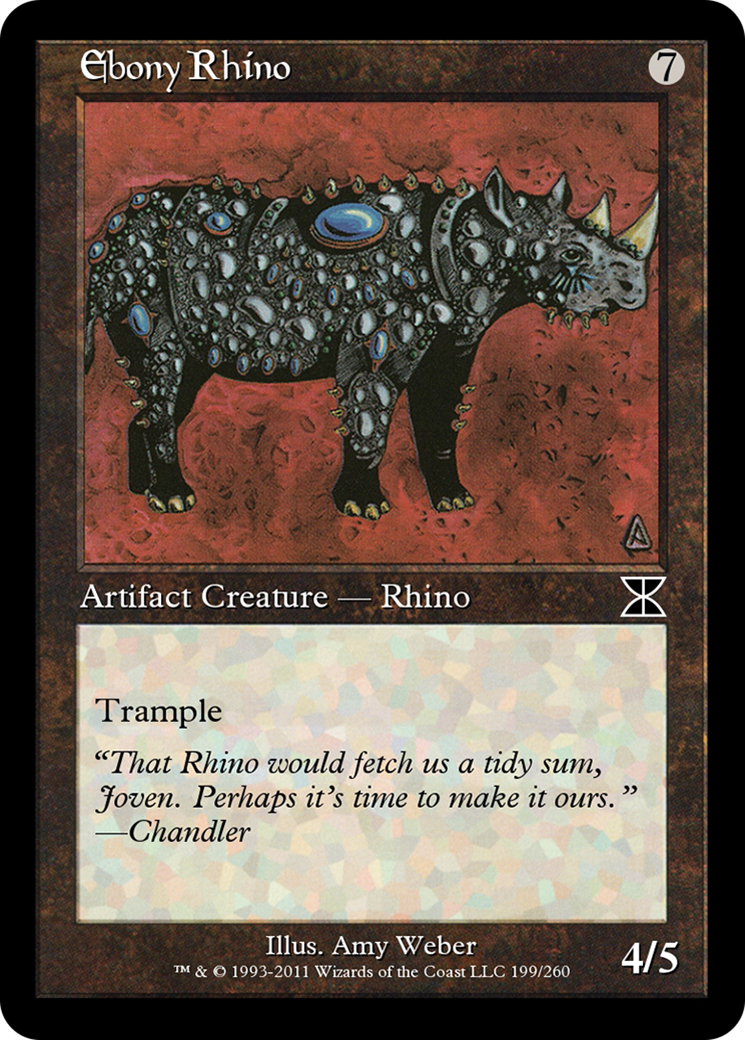 Ebony Rhino 7
Artifact Creature — Rhino
Trample
“That Rhino would fetch us a tidy sum,
Joven. Perhaps it’s time to make it ours.”
—Chandler
Illus. Amy Weber
™ & © 1993-2011 Wizards of the Coast LLC 199/260
4/5